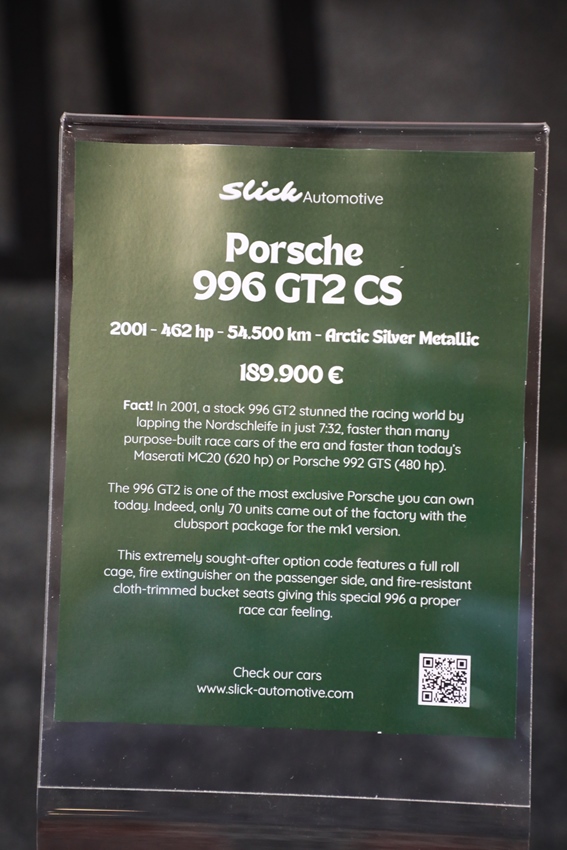 Slick Automotive
Porsche
996 GT2 CS
2001 - 462 hp - 54.500 km - Arctic Silver Metallic
189.900 €
Fact! In 2001, a stock 996 GT2 stunned the racing world by
lapping the Nordschleife in just 7:32, faster than many
purpose-built race cars of the era and faster than today's
Maserati MC20 (620 hp) or Porsche 992 GTS (480 hp).
The 996 GT2 is one of the most exclusive Porsche you can own
today. Indeed, only 70 units came out of the factory with the
clubsport package for the mk1 version.
This extremely sought-after option code features a full roll
cage, fire extinguisher on the passenger side, and fire-resistant
cloth-trimmed bucket seats giving this special 996 a proper
race car feeling.
Check our cars
www.slick-automotive.com